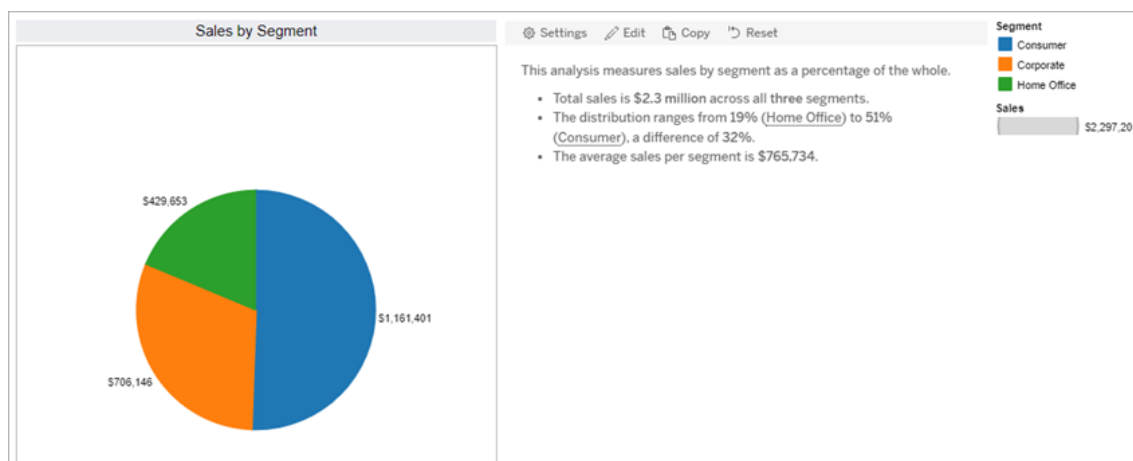 Sales by Segment
$429,653
$1,161,401
$706,146
Settings Edit Copy Reset
This analysis measures sales by segment as a percentage of the whole.
• Total sales is $2.3 million across all three segments.
• The distribution ranges from 19% (Home Office) to 51%
(Consumer), a difference of 32%.
• The average sales per segment is $765,734.
Segment
Consumer
Corporate
Home Office
Sales
$2,297,20